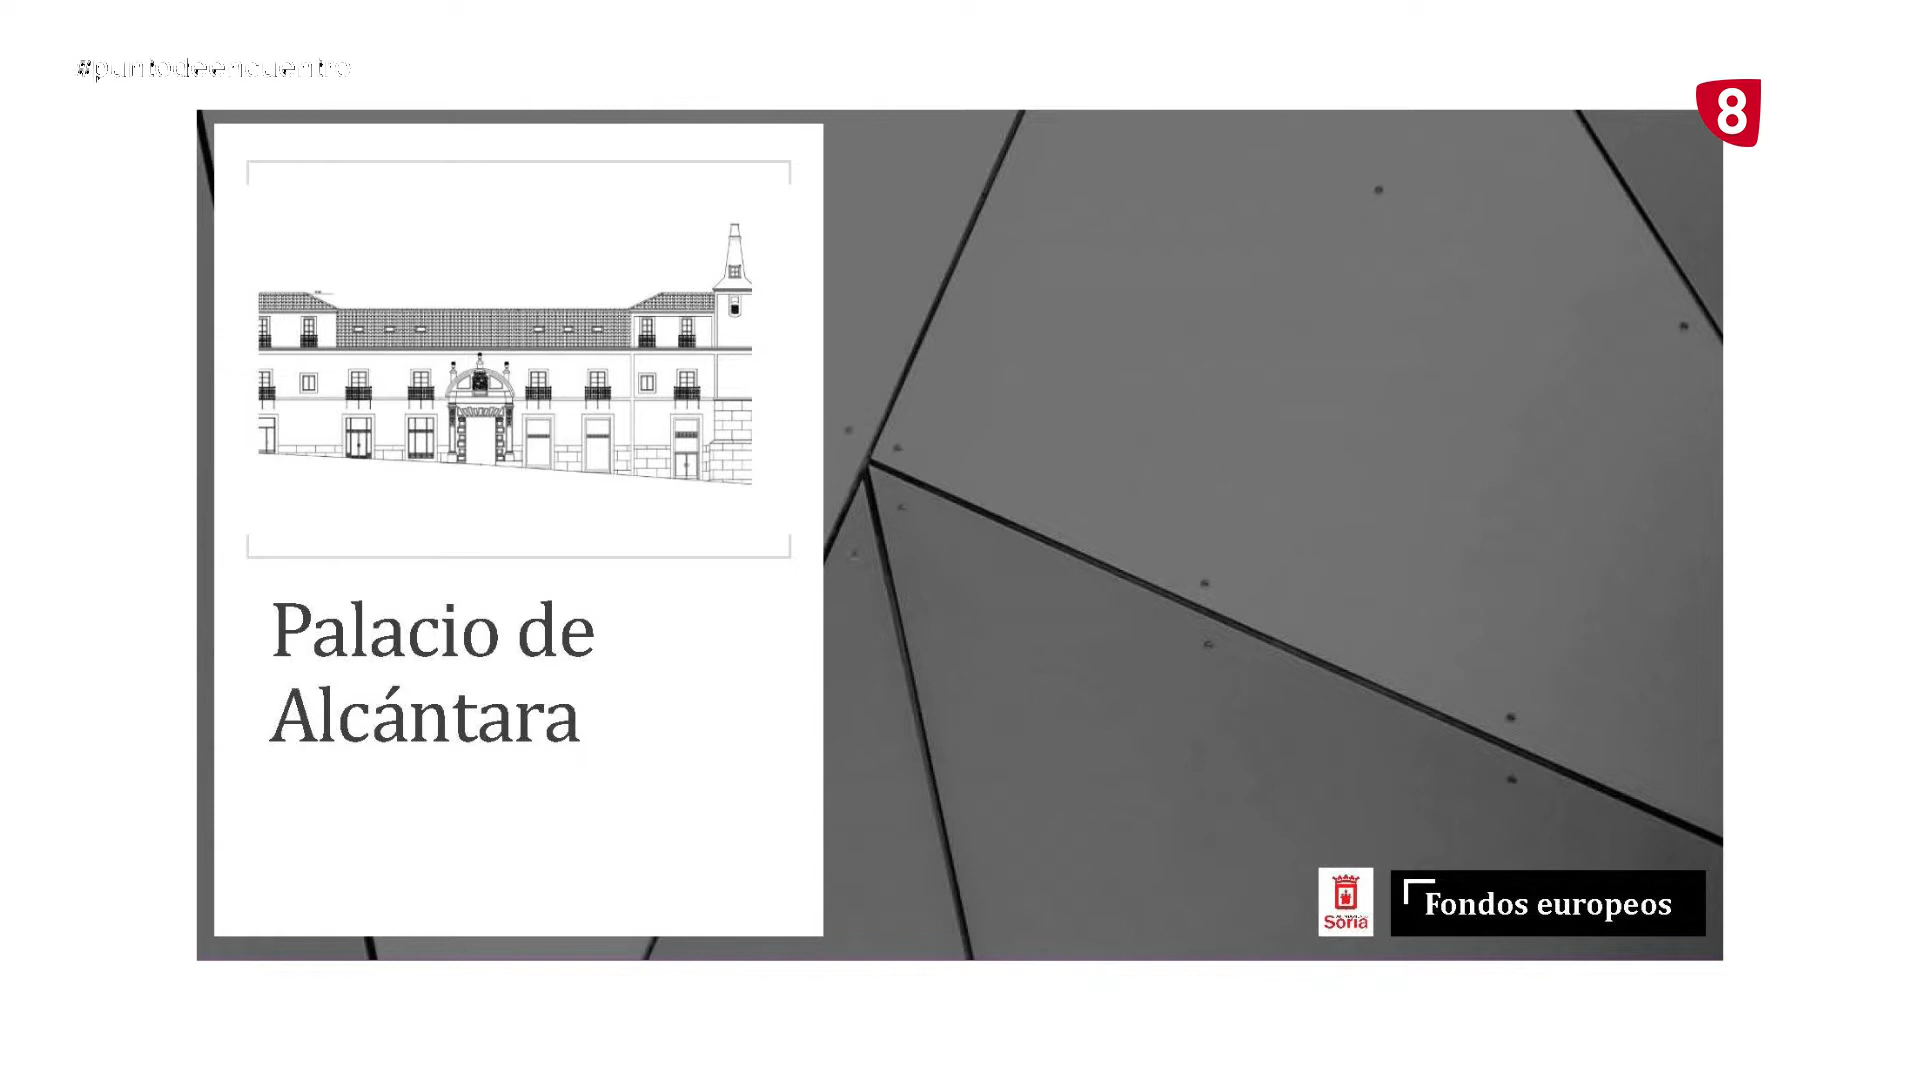 #puntodeencuentro
8
Palacio de
Alcántara
Soria
Fondos europeos